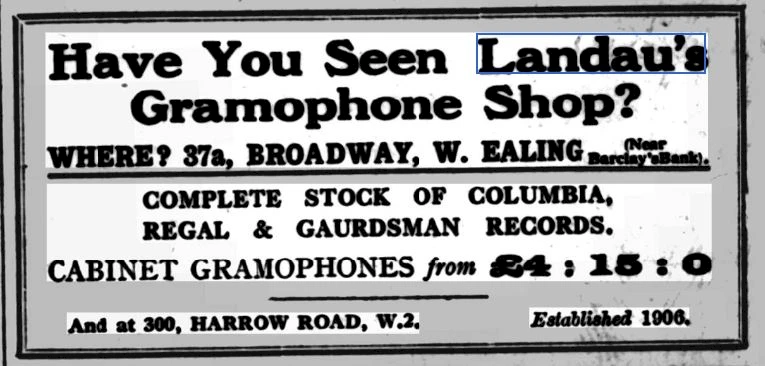 Have You Seen Landau's
Gramophone Shop?
WHERE? 37a, BROADWAY, W. EALING (Near Barclay's Bank).
COMPLETE STOCK OF COLUMBIA,
REGAL & GAURDSMAN RECORDS.
CABINET GRAMOPHONES from £4 : 15 : 0
And at 300, HARROW ROAD, W.2. Established 1906.